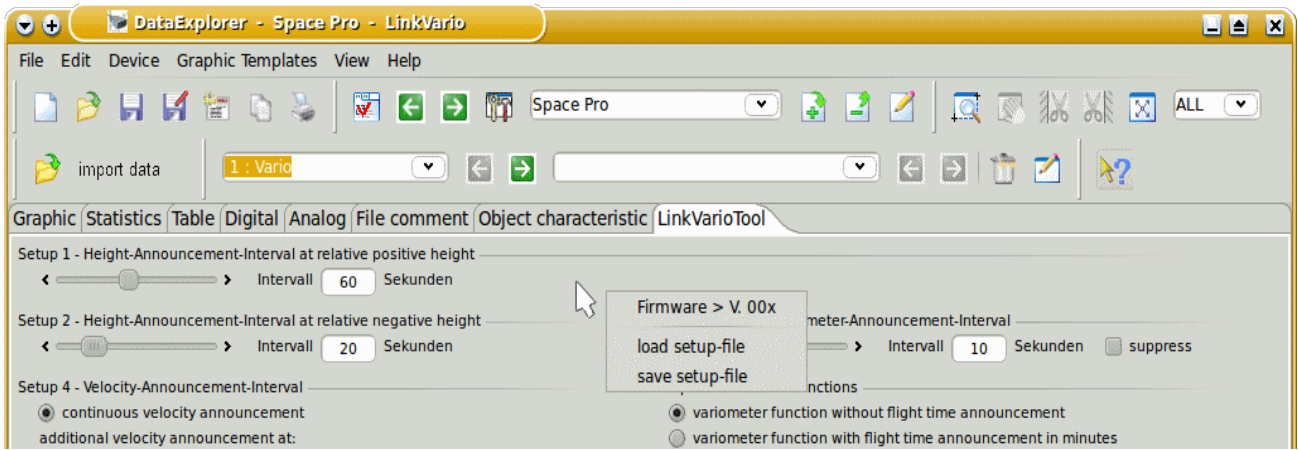 DataExplorer - Space Pro - LinkVario
File Edit Device Graphic Templates View Help
Space Pro
ALL
import data
1 : Vario
Graphic Statistics Table Digital Analog File comment Object characteristic LinkVarioTool
Setup 1 - Height-Announcement-Interval at relative positive height
Intervall 60 Sekunden
Firmware > V. 00x
load setup-file
save setup-file
Setup 2 - Height-Announcement-Interval at relative negative height
Intervall 20 Sekunden
meter-Announcement-Interval
Intervall 10 Sekunden suppress
Setup 4 - Velocity-Announcement-Interval
continuous velocity announcement
additional velocity announcement at:
nctions
variometer function without flight time announcement
variometer function with flight time announcement in minutes